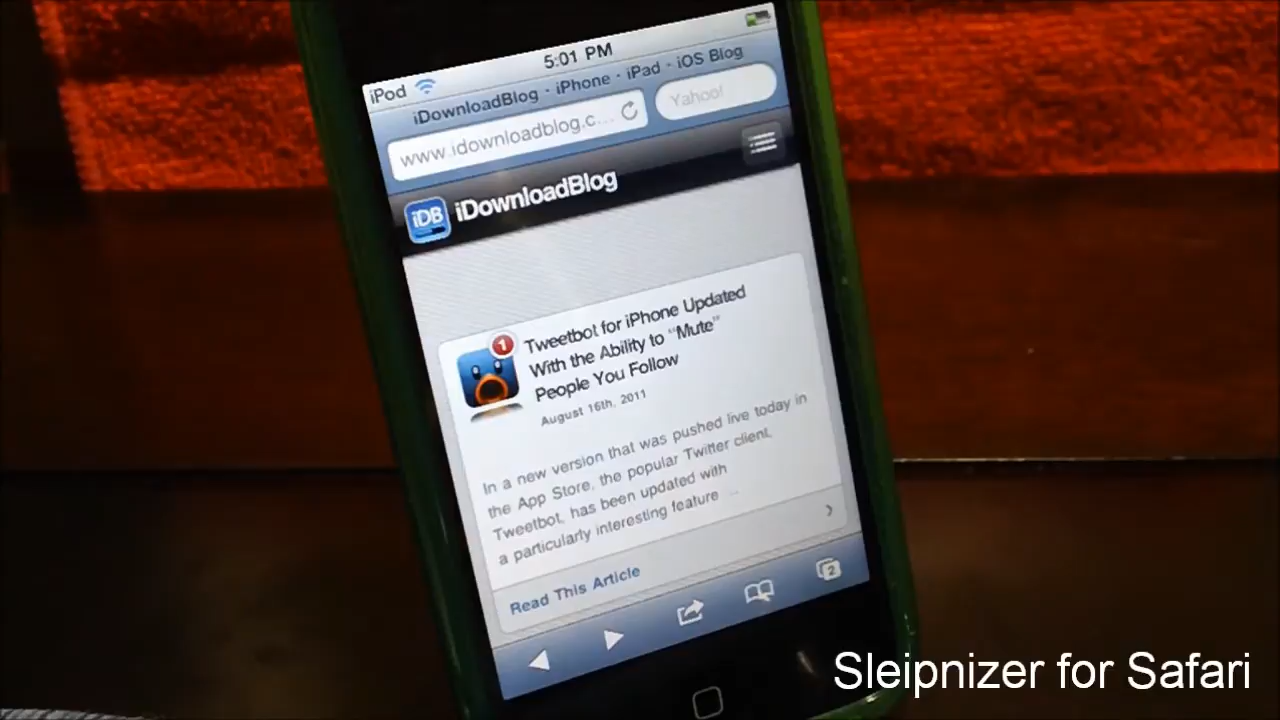 iPod
5:01 PM
iDownloadBlog - iPhone · iPad · iOS Blog
www.idownloadblog.c...
Yahoo!
iDB
iDownloadBlog
1
Tweetbot for iPhone Updated
With the Ability to “Mute”
People You Follow
August 16th, 2011
In a new version that was pushed live today in
the App Store, the popular Twitter client,
Tweetbot, has been updated with
a particularly interesting feature ...
Read This Article
2
Sleipnizer for Safari